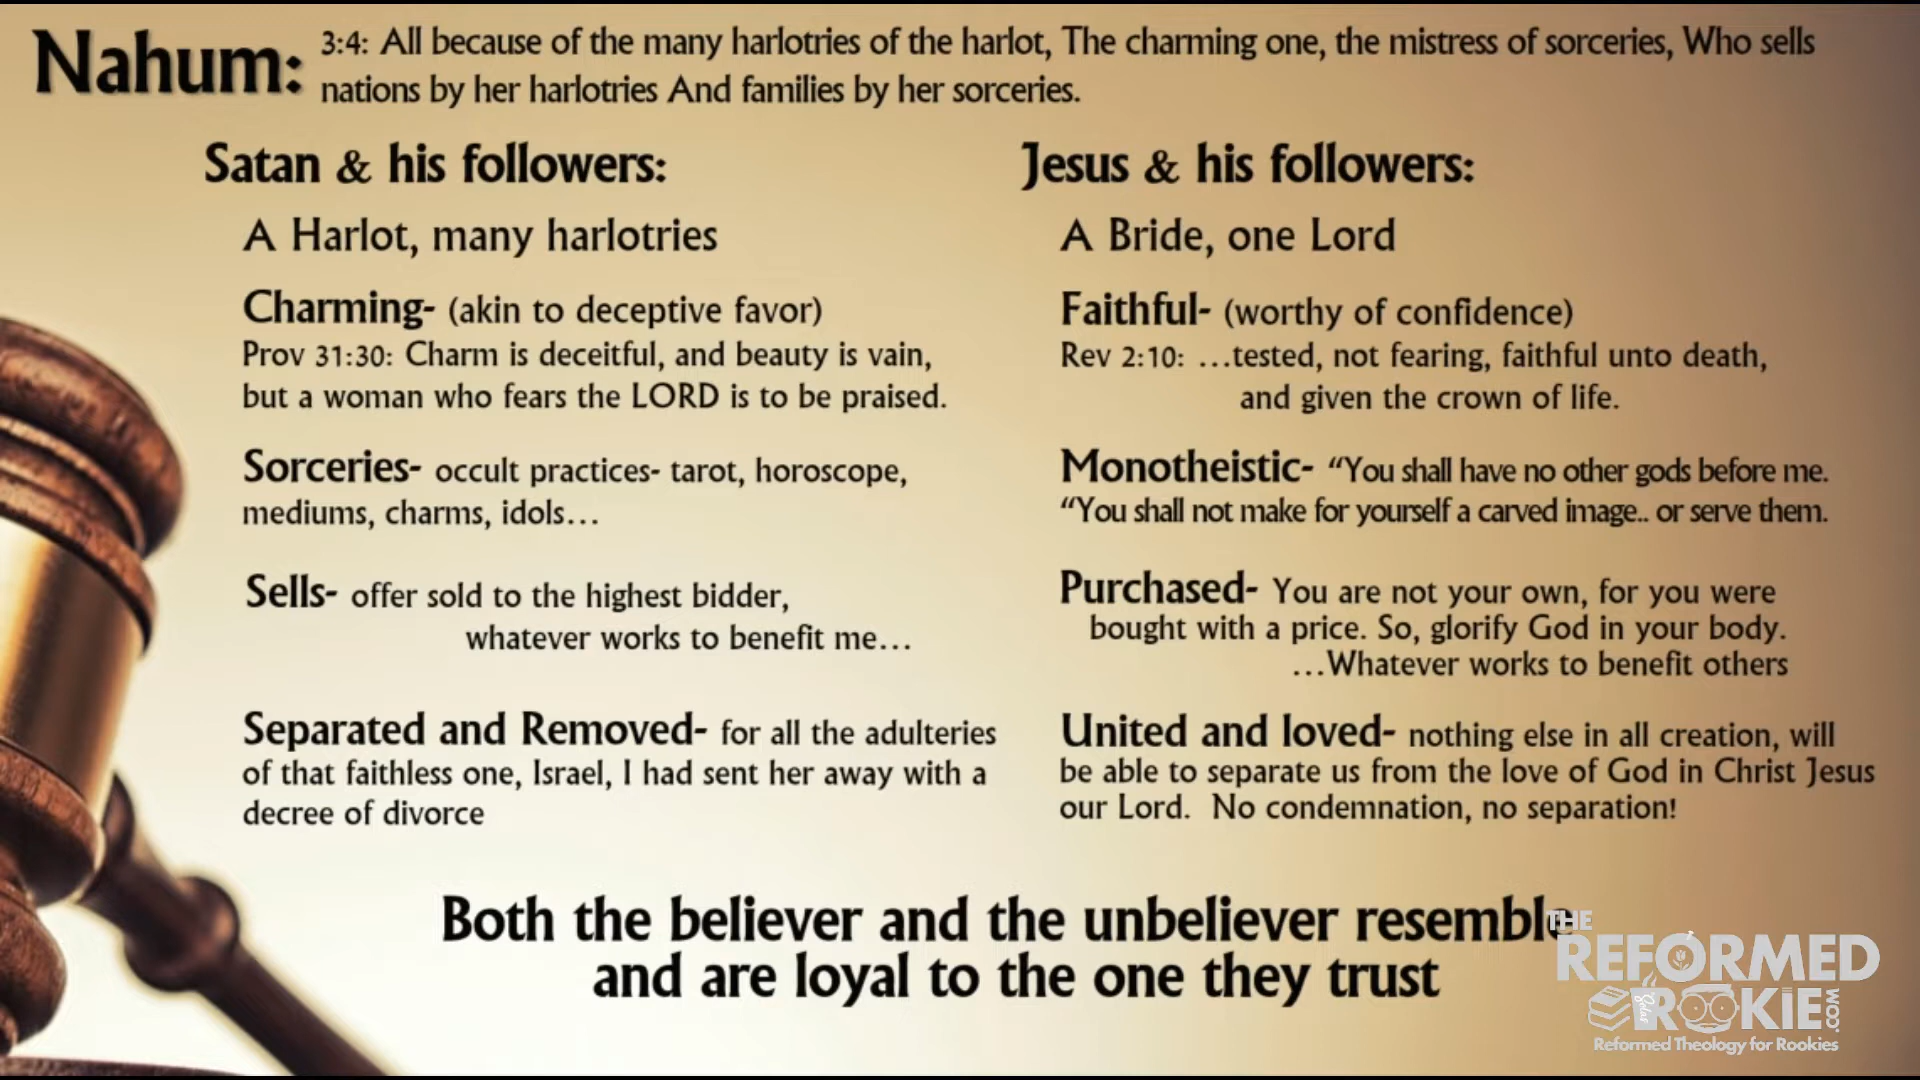 Nahum: 3:4: All because of the many harlotries of the harlot, The charming one, the mistress of sorceries, Who sells
nations by her harlotries And families by her sorceries.
Satan & his followers:
A Harlot, many harlotries
Charming- (akin to deceptive favor)
Prov 31:30: Charm is deceitful, and beauty is vain,
but a woman who fears the LORD is to be praised.
Sorceries- occult practices- tarot, horoscope,
mediums, charms, idols...
Sells- offer sold to the highest bidder,
whatever works to benefit me...
Separated and Removed- for all the adulteries
of that faithless one, Israel, I had sent her away with a
decree of divorce
Jesus & his followers:
A Bride, one Lord
Faithful- (worthy of confidence)
Rev 2:10: ...tested, not fearing, faithful unto death,
and given the crown of life.
Monotheistic- “You shall have no other gods before me.
“You shall not make for yourself a carved image.. or serve them.
Purchased- You are not your own, for you were
bought with a price. So, glorify God in your body.
...Whatever works to benefit others
United and loved- nothing else in all creation, will
be able to separate us from the love of God in Christ Jesus
our Lord. No condemnation, no separation!
Both the believer and the unbeliever resemble
and are loyal to the one they trust
THE
REFORMED
ROOKIE.COM
Solas
Reformed Theology for Rookies